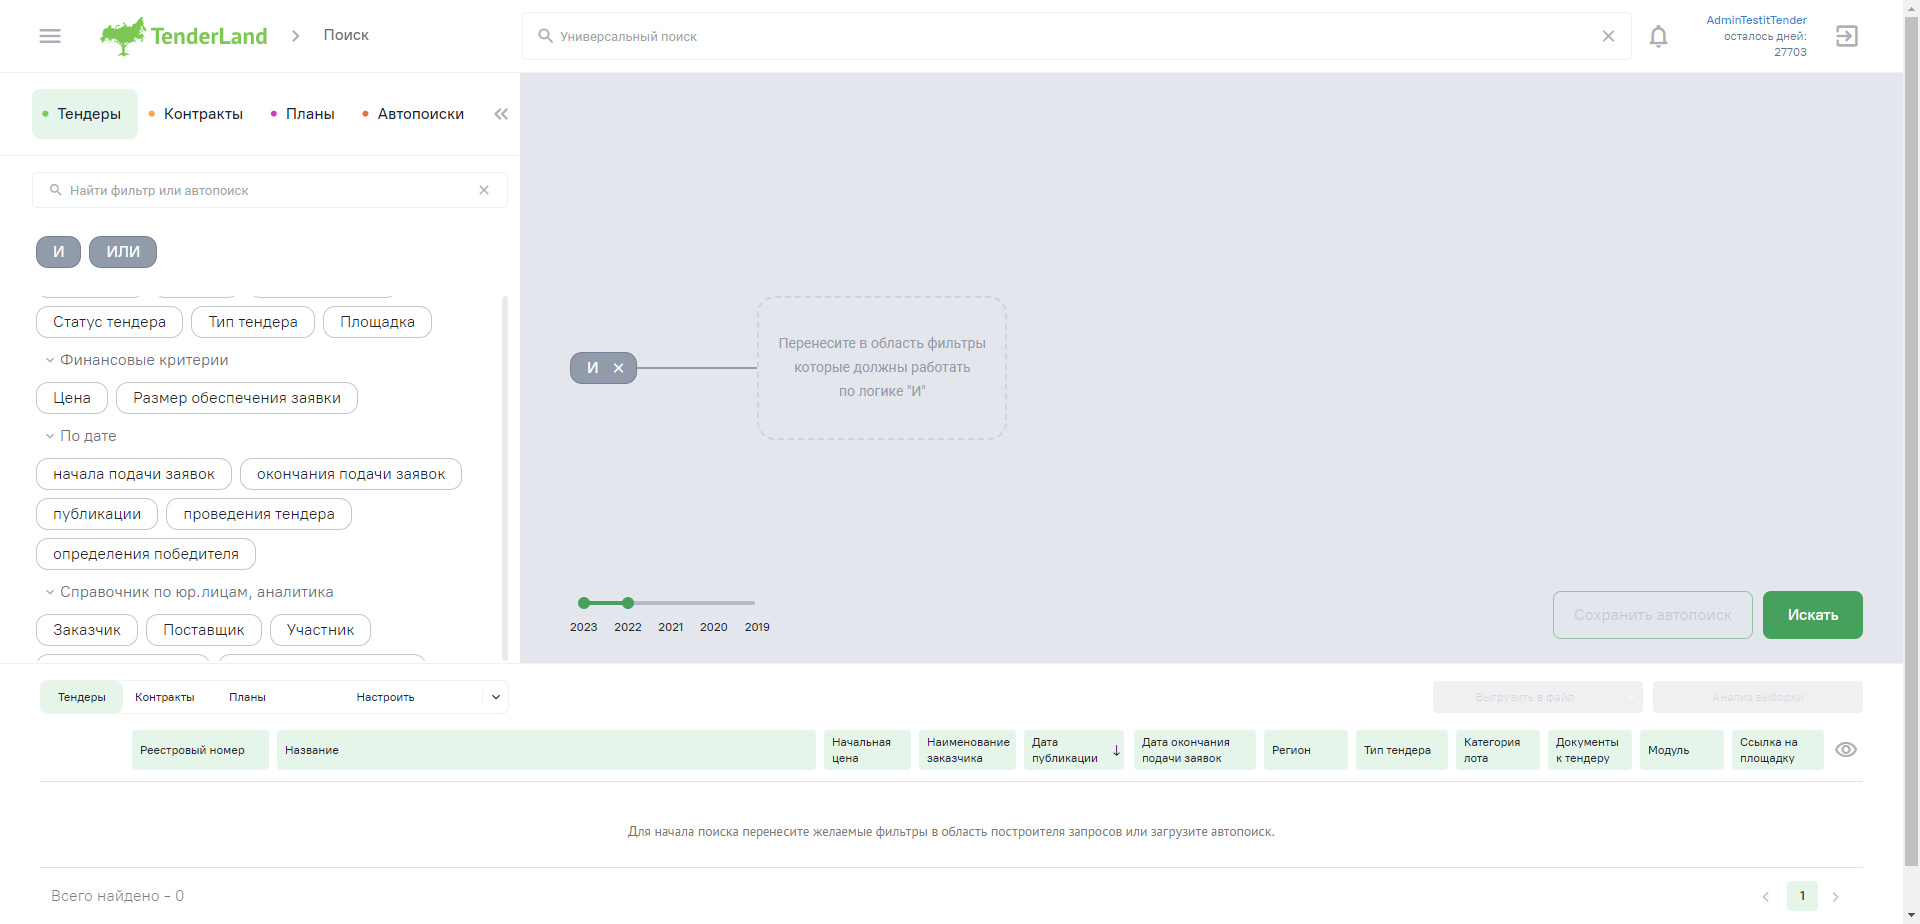 TenderLand
Поиск
Универсальный поиск
AdminTestitTender
осталось дней:
27703
Тендеры
Контракты
Планы
Автопоиски
Найти фильтр или автопоиск
И
ИЛИ
Статус тендера
Тип тендера
Площадка
Финансовые критерии
Цена
Размер обеспечения заявки
По дате
начала подачи заявок
окончания подачи заявок
публикации
проведения тендера
определения победителя
Справочник по юр.лицам, аналитика
Заказчик
Поставщик
Участник
И
Перенесите в область фильтры
которые должны работать
по логике "И"
2023
2022
2021
2020
2019
Сохранить автопоиск
Искать
Тендеры
Контракты
Планы
Настроить
Выгрузить в файл
Анализ выборки
Реестровый номер
Название
Начальная
цена
Наименование
заказчика
Дата
публикации
Дата окончания
подачи заявок
Регион
Тип тендера
Категория
лота
Документы
к тендеру
Модуль
Ссылка на
площадку
Для начала поиска перенесите желаемые фильтры в область построителя запросов или загрузите автопоиск.
Всего найдено - 0
1